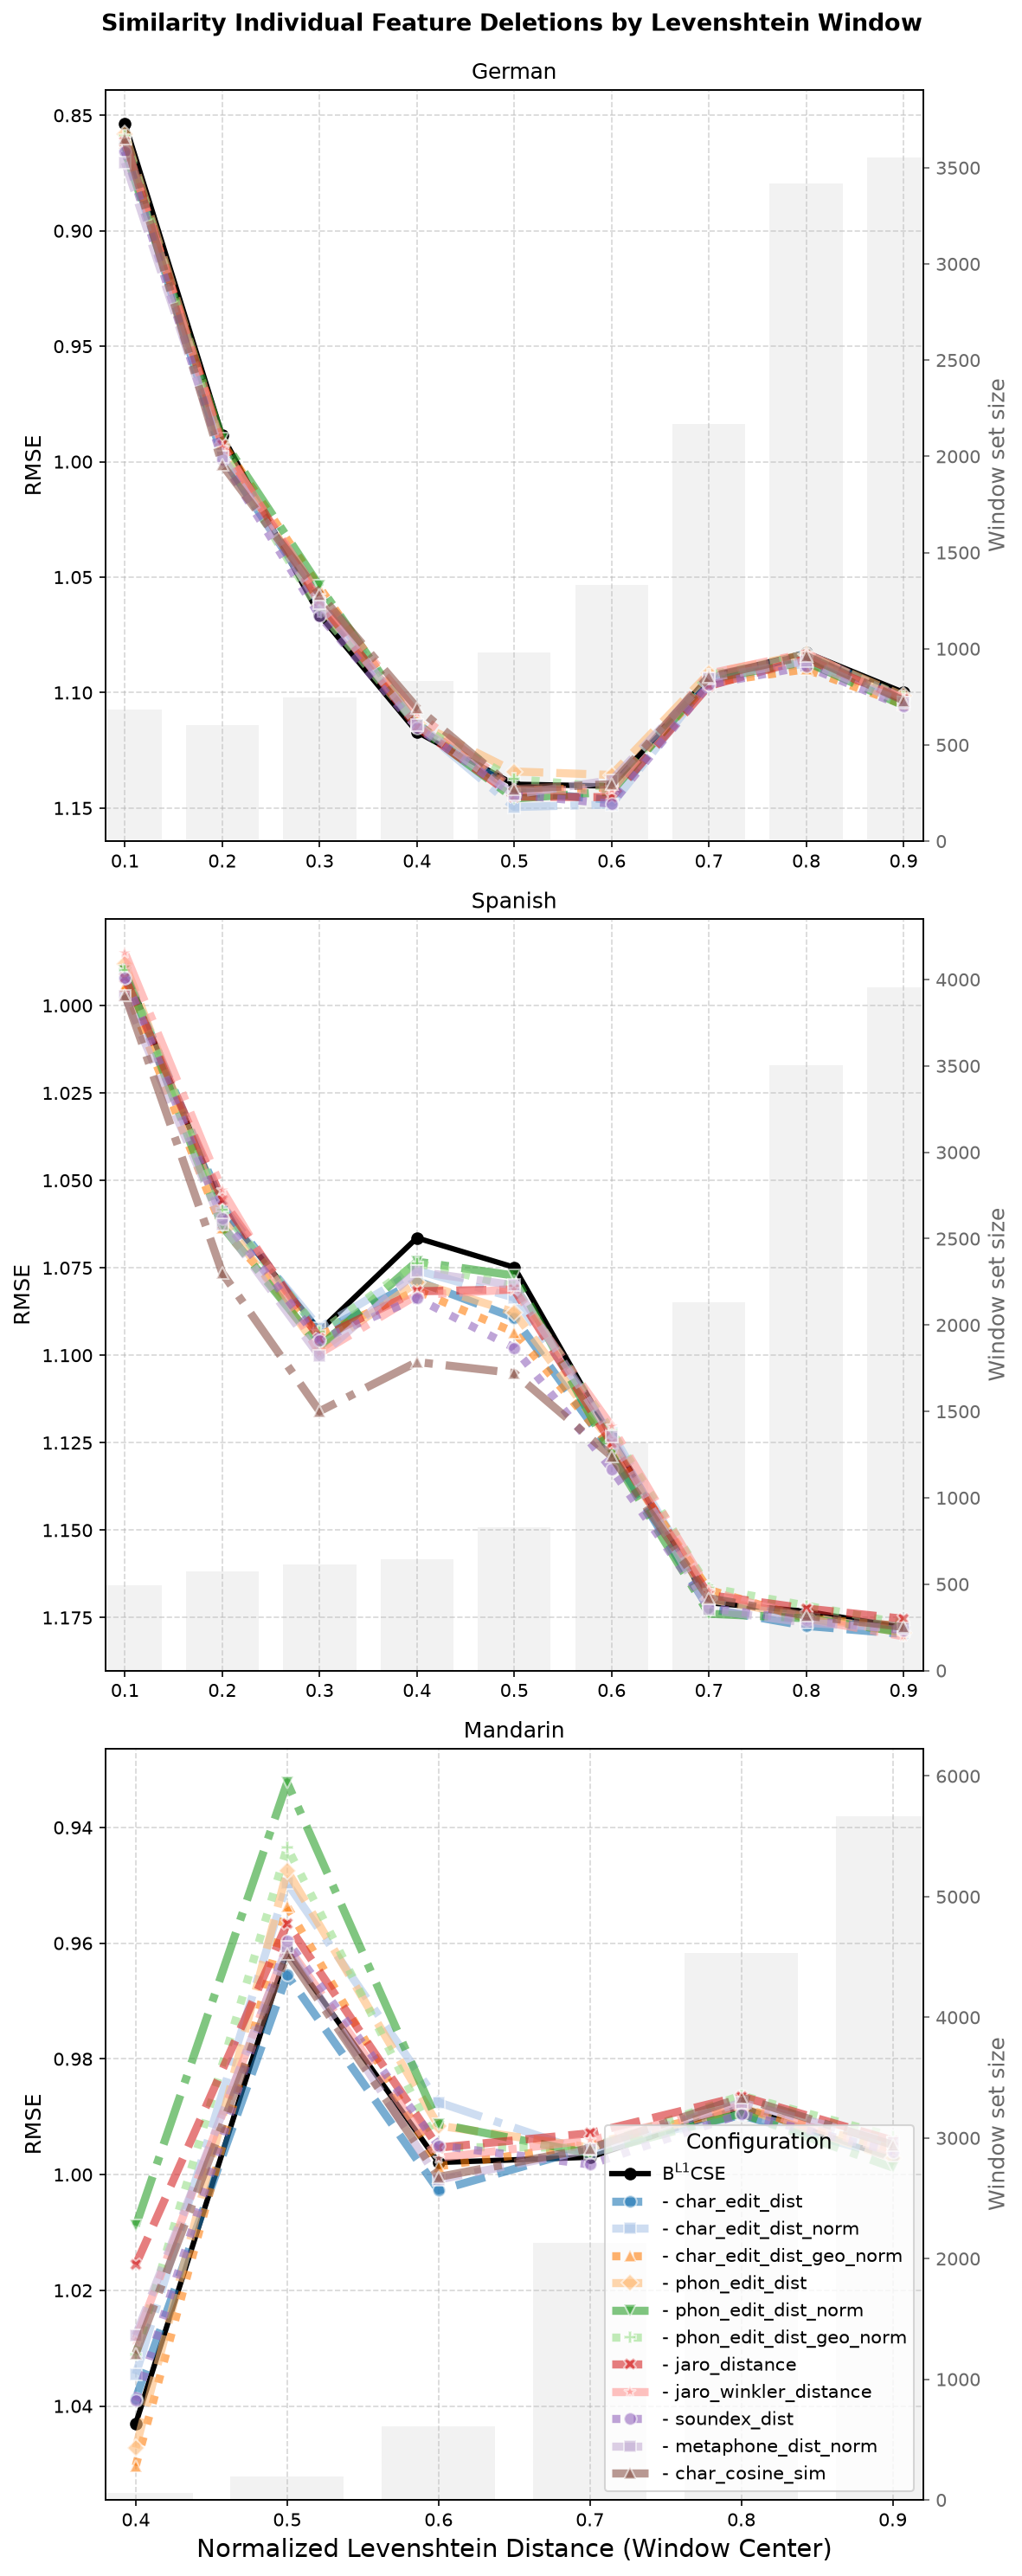 Similarity Individual Feature Deletions by Levenshtein Window
German
0.85
0.90
0.95
1.00
1.05
1.10
1.15
RMSE
3500
3000
2500
2000
1500
1000
500
0
Window set size
0.1 0.2 0.3 0.4 0.5 0.6 0.7 0.8 0.9
Spanish
1.000
1.025
1.050
1.075
1.100
1.125
1.150
1.175
RMSE
4000
3500
3000
2500
2000
1500
1000
500
0
Window set size
0.1 0.2 0.3 0.4 0.5 0.6 0.7 0.8 0.9
Mandarin
0.94
0.96
0.98
1.00
1.02
1.04
RMSE
6000
5000
4000
3000
2000
1000
0
Window set size
Configuration
B^L1CSE
- char_edit_dist
- char_edit_dist_norm
- char_edit_dist_geo_norm
- phon_edit_dist
- phon_edit_dist_norm
- phon_edit_dist_geo_norm
- jaro_distance
- jaro_winkler_distance
- soundex_dist
- metaphone_dist_norm
- char_cosine_sim
0.4 0.5 0.6 0.7 0.8 0.9
Normalized Levenshtein Distance (Window Center)